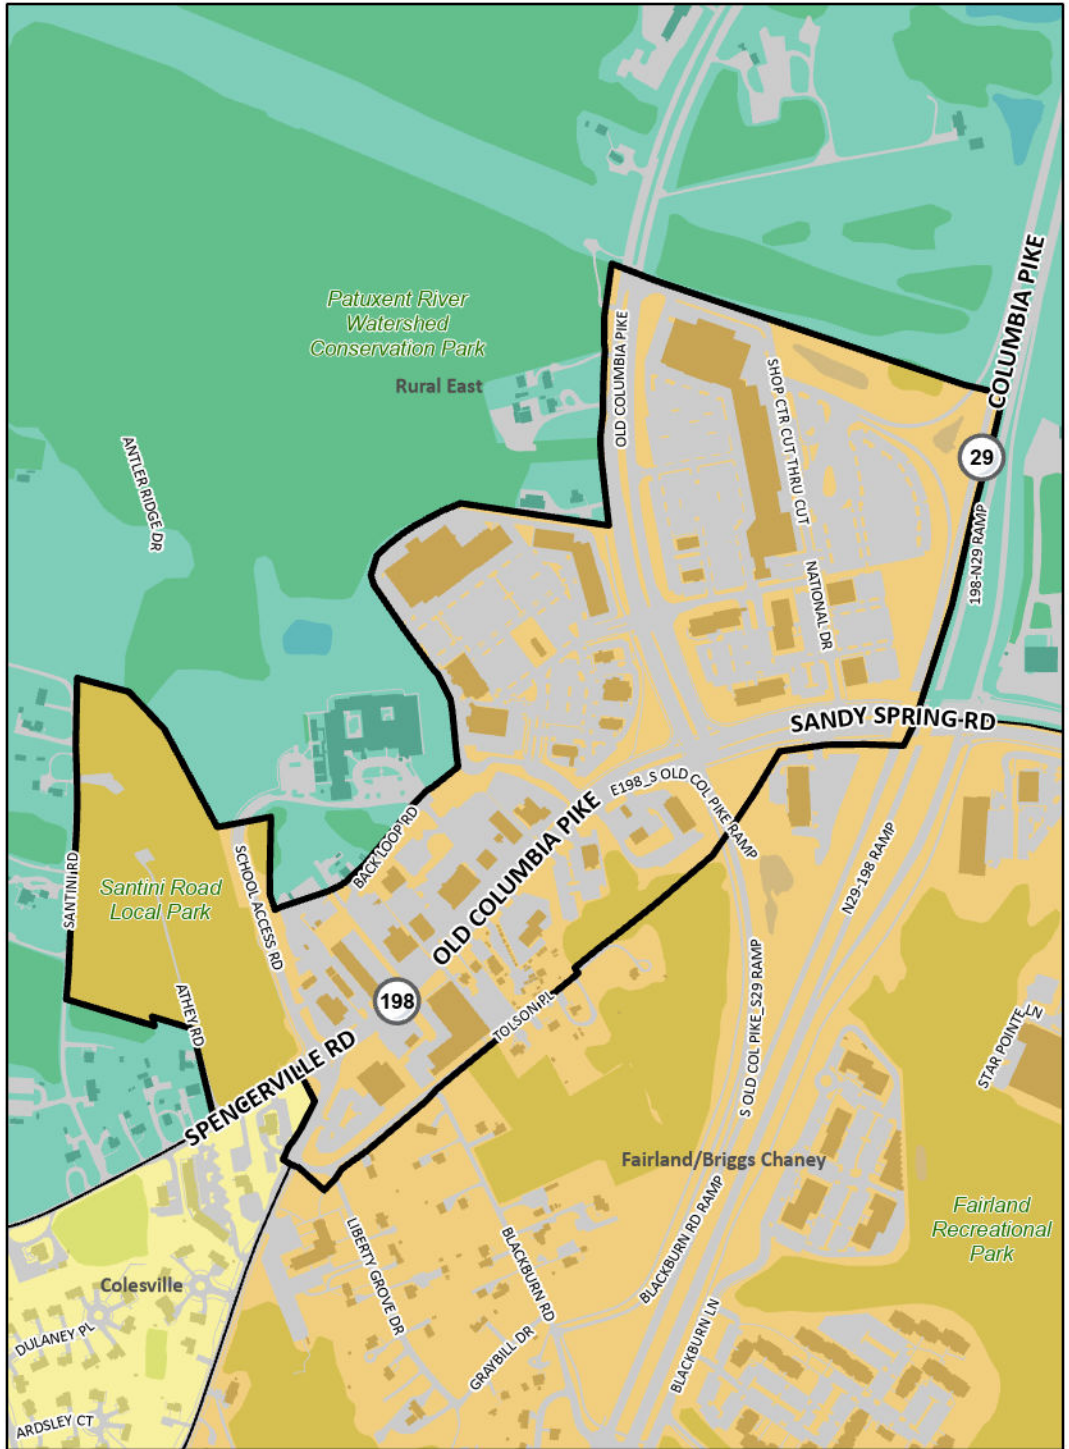 COLUMBIA PIKE
Patuxent River
Watershed
Conservation Park
Rural East
OLD COLUMBIA PIKE
SHOP CTR CUT THRU CUT
29
ANTLER RIDGE DR
198-N29 RAMP
NATIONAL DR
SANDY SPRING RD
E198_S OLD COL PIKE RAMP
BACK LOOP RD
OLD COLUMBIA PIKE
N29-198 RAMP
SANTINI RD
Santini Road
Local Park
SCHOOL ACCESS RD
198
ATHEY RD
TOLSON PL
S OLD COL PIKE_S29 RAMP
STAR POINTE LN
SPENCERVILLE RD
Fairland/Briggs Chaney
Fairland
Recreational
Park
BLACKBURN RD RAMP
LIBERTY GROVE DR
BLACKBURN RD
Colesville
DULANEY PL
GRAYBILL DR
BLACKBURN LN
ARDSLEY CT